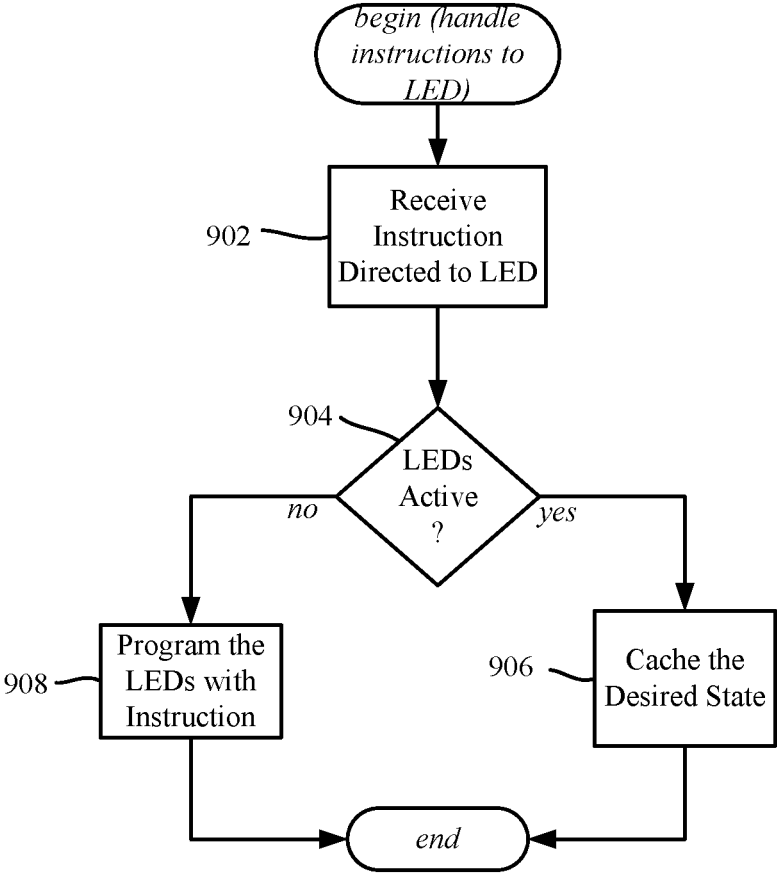 begin (handle
instructions to
LED)
Receive
Instruction
Directed to LED
902
904
LEDs
Active
?
no
yes
Program the
LEDs with
Instruction
908
906
Cache the
Desired State
end